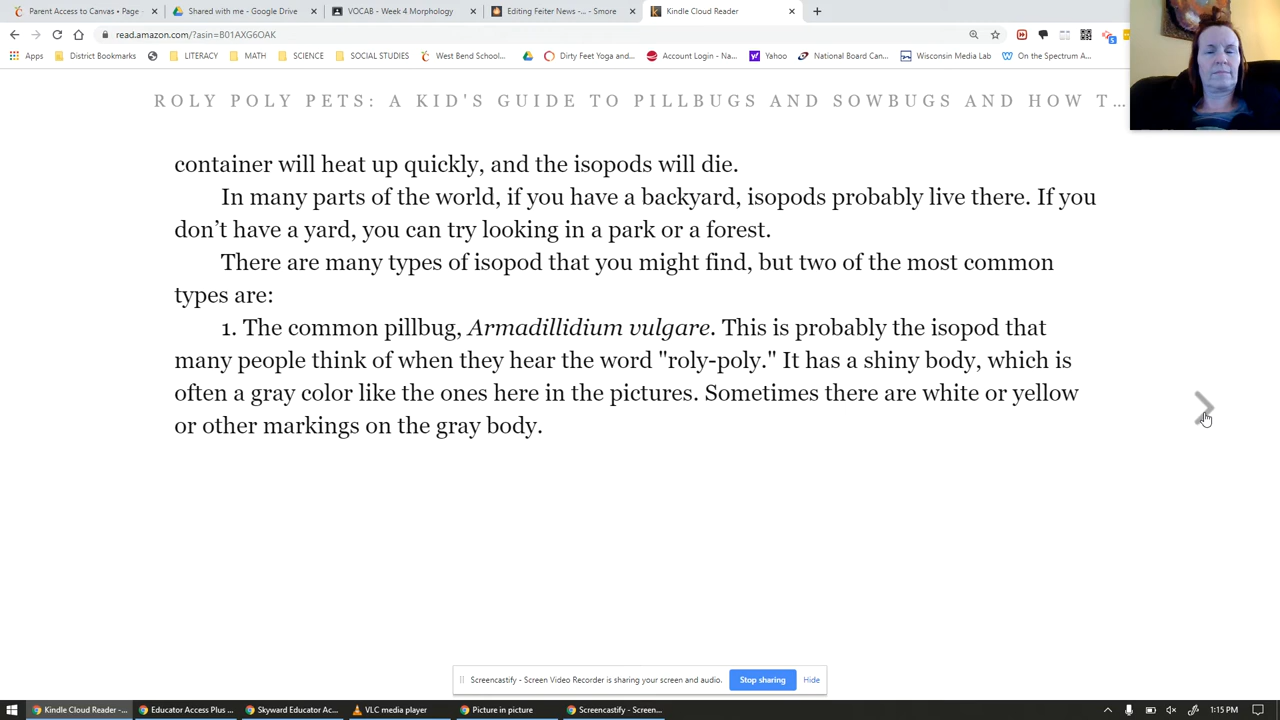 Parent Access to Canvas - Page
Shared with me - Google Drive
VOCAB - Week 4 Morphology
Editing Feiter News -... - Smore
Kindle Cloud Reader
read.amazon.com/?asin=B01AXG6OAK
Apps
District Bookmarks
LITERACY
MATH
SCIENCE
SOCIAL STUDIES
West Bend School...
Dirty Feet Yoga and...
Account Login - Na...
Yahoo
National Board Can...
Wisconsin Media Lab
On the Spectrum A...
ROLY POLY PETS: A KID'S GUIDE TO PILLBUGS AND SOWBUGS AND HOW T...
container will heat up quickly, and the isopods will die.
In many parts of the world, if you have a backyard, isopods probably live there. If you
don’t have a yard, you can try looking in a park or a forest.
There are many types of isopod that you might find, but two of the most common
types are:
1. The common pillbug, Armadillidium vulgare. This is probably the isopod that
many people think of when they hear the word "roly-poly." It has a shiny body, which is
often a gray color like the ones here in the pictures. Sometimes there are white or yellow
or other markings on the gray body.
Screencastify - Screen Video Recorder is sharing your screen and audio.
Stop sharing
Hide
Kindle Cloud Reader -...
Educator Access Plus ...
Skyward Educator Ac...
VLC media player
Picture in picture
Screencastify - Screen...
1:15 PM